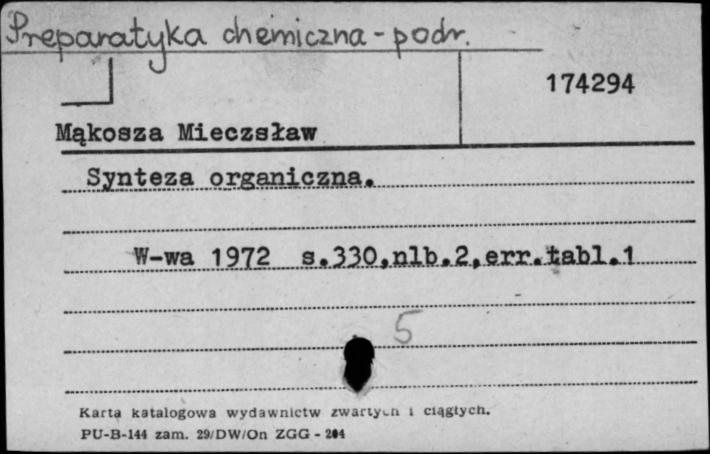 Preparatyka chemiczna - podr.
174294
Mąkosza Mieczsław
Synteza organiczna.
W-wa 1972 s.330,nlb.2,err.tabl.1
5
Karta katalogowa wydawnictw zwartych i ciągłych.
PU-B-144 zam. 29/DW/On ZGG - 204